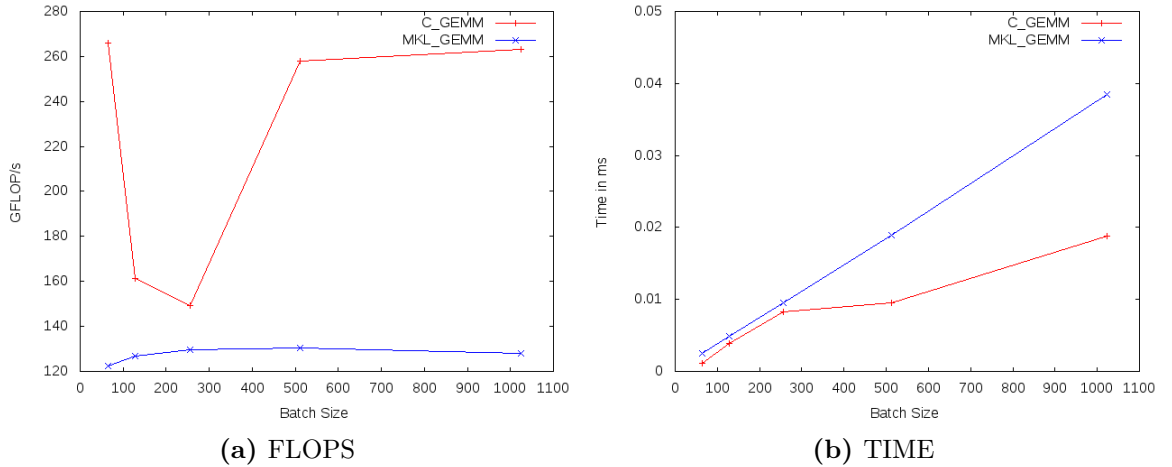 280
260
240
220
200
180
160
140
120
GFLOP/s
C_GEMM
MKL_GEMM
0 100 200 300 400 500 600 700 800 900 1000 1100
Batch Size
(a) FLOPS
0.05
0.04
0.03
0.02
0.01
0
Time in ms
C_GEMM
MKL_GEMM
0 100 200 300 400 500 600 700 800 900 1000 1100
Batch Size
(b) TIME